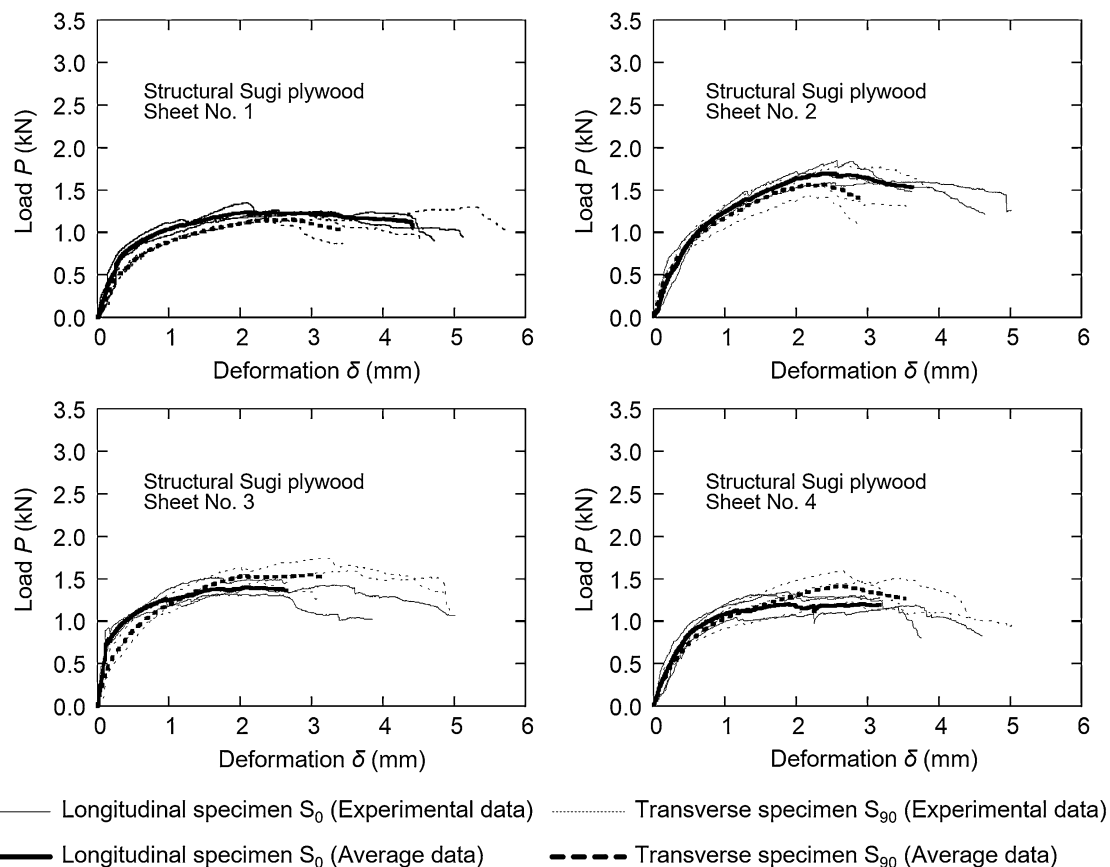 3.5
3.0
2.5
2.0
1.5
1.0
0.5
0.0
Load P (kN)
Structural Sugi plywood
Sheet No. 1
0 1 2 3 4 5 6
Deformation δ (mm)
3.5
3.0
2.5
2.0
1.5
1.0
0.5
0.0
Load P (kN)
Structural Sugi plywood
Sheet No. 2
0 1 2 3 4 5 6
Deformation δ (mm)
3.5
3.0
2.5
2.0
1.5
1.0
0.5
0.0
Load P (kN)
Structural Sugi plywood
Sheet No. 3
0 1 2 3 4 5 6
Deformation δ (mm)
3.5
3.0
2.5
2.0
1.5
1.0
0.5
0.0
Load P (kN)
Structural Sugi plywood
Sheet No. 4
0 1 2 3 4 5 6
Deformation δ (mm)
Longitudinal specimen S₀ (Experimental data)
Transverse specimen S₉₀ (Experimental data)
Longitudinal specimen S₀ (Average data)
Transverse specimen S₉₀ (Average data)